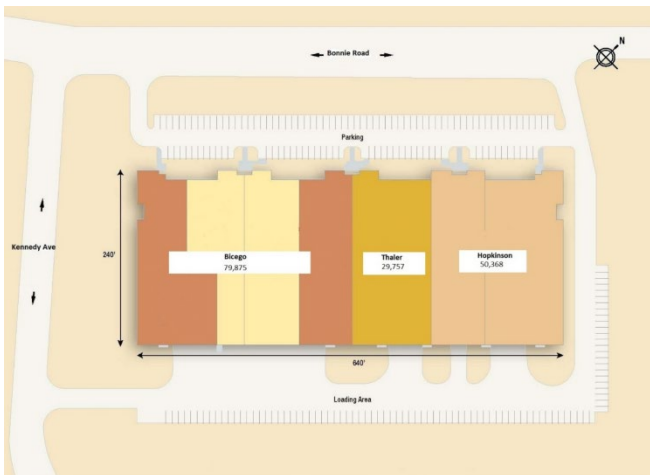 Bonnie Road
N
Parking
Kennedy Ave
240'
Bicego
79,875
Thaler
29,757
Hopkinson
50,368
640'
Loading Area